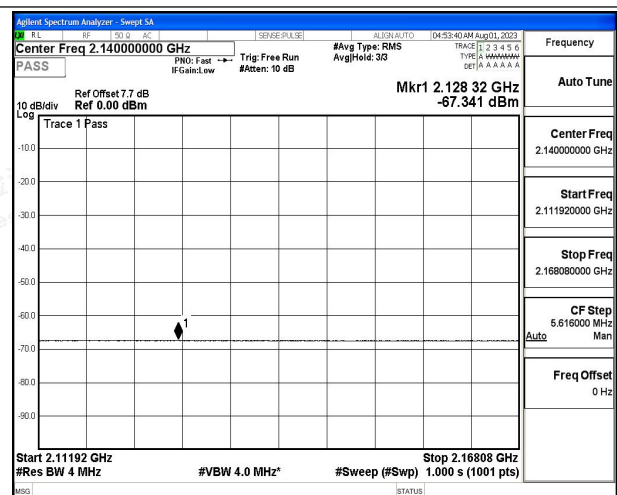 Agilent Spectrum Analyzer - Swept SA
RL RF 50 Ω AC SENSE:PULSE ALIGN AUTO 04:53:40 AM Aug 01, 2023
Center Freq 2.140000000 GHz
PASS
PNO: Fast
IFGain:Low
Trig: Free Run
#Atten: 10 dB
#Avg Type: RMS
Avg|Hold: 3/3
TRACE 1 2 3 4 5 6
TYPE A WWWWW
DET A A A A A A
Ref Offset 7.7 dB
10 dB/div Ref 0.00 dBm
Log
Mkr1 2.128 32 GHz
-67.341 dBm
Trace 1 Pass
-10.0
-20.0
-30.0
-40.0
-50.0
-60.0
-70.0
-80.0
-90.0
1
Start 2.11192 GHz Stop 2.16808 GHz
#Res BW 4 MHz #VBW 4.0 MHz* #Sweep (#Swp) 1.000 s (1001 pts)
MSG STATUS
Frequency
Auto Tune
Center Freq
2.140000000 GHz
Start Freq
2.111920000 GHz
Stop Freq
2.168080000 GHz
CF Step
5.616000 MHz
Auto Man
Freq Offset
0 Hz